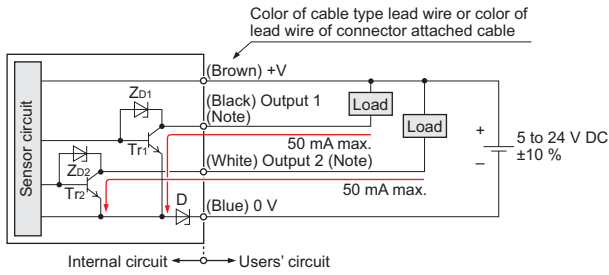 Color of cable type lead wire or color of
lead wire of connector attached cable
(Brown) +V
ZD1
(Black) Output 1
(Note)
Load
Load
Sensor circuit
Tr1
50 mA max.
+
5 to 24 V DC
±10 %
–
ZD2
(White) Output 2 (Note)
Tr2
50 mA max.
D
(Blue) 0 V
Internal circuit
Users' circuit